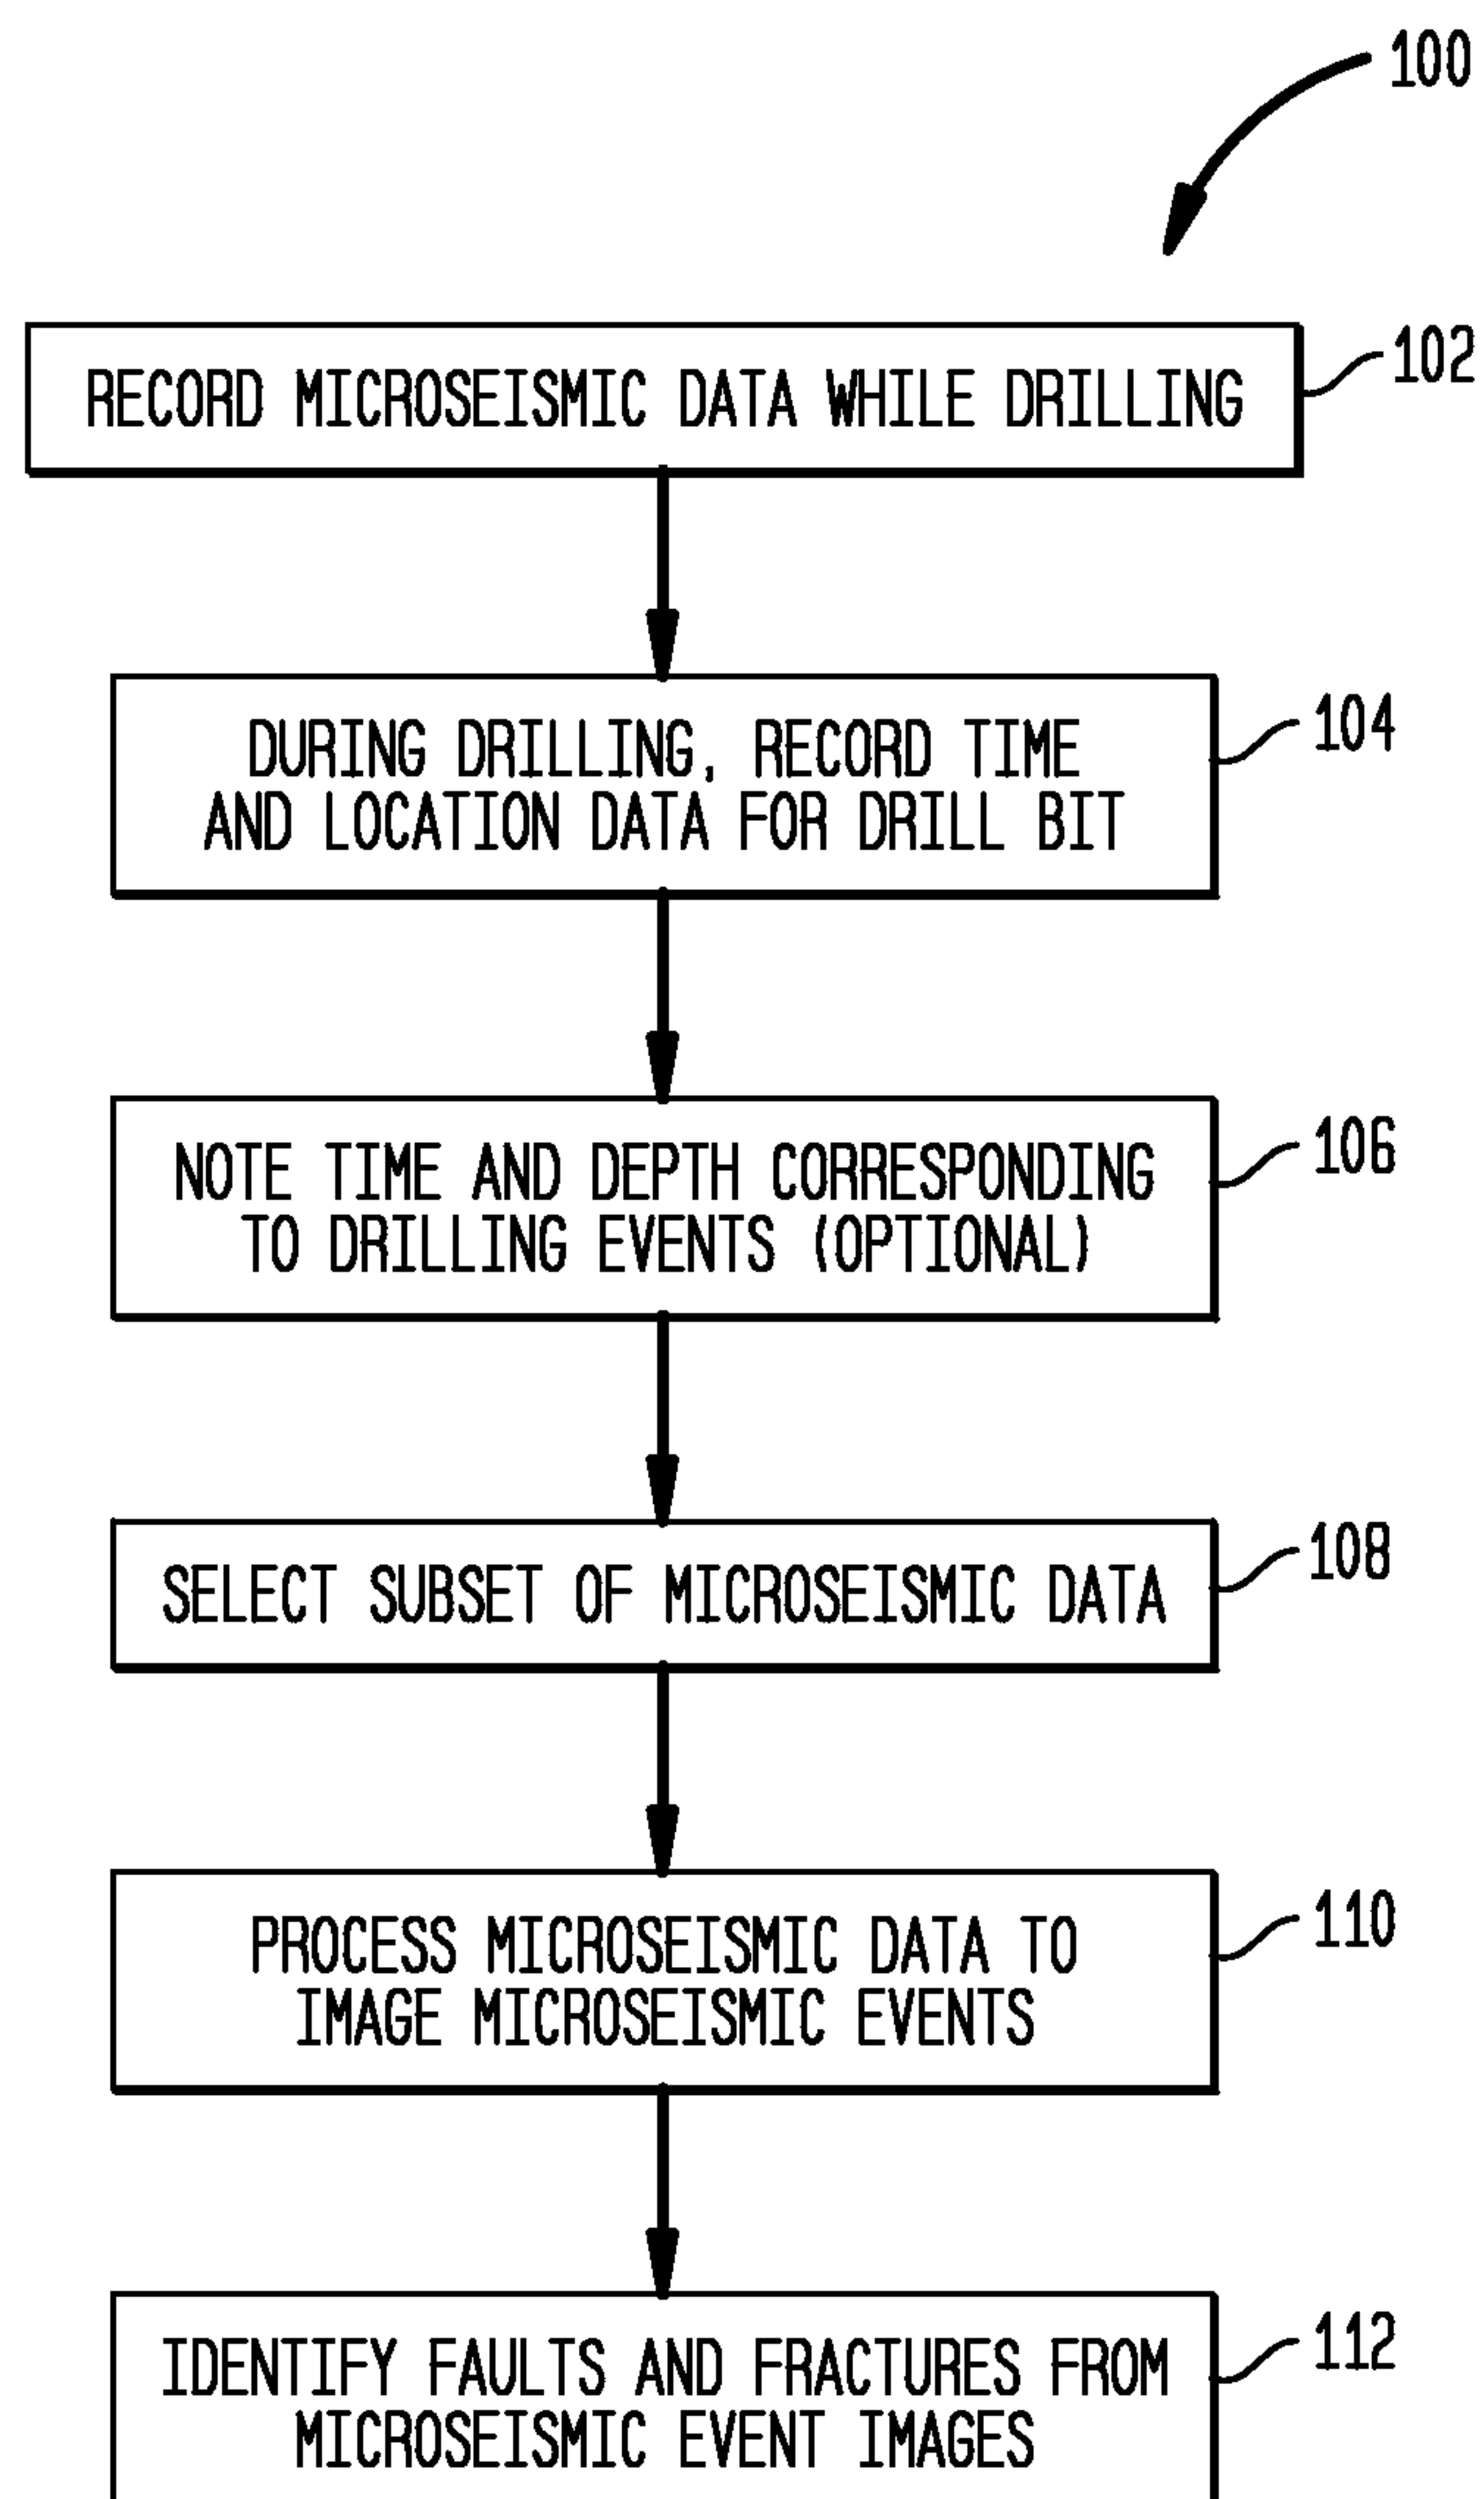 100
RECORD MICROSEISMIC DATA WHILE DRILLING
102
DURING DRILLING, RECORD TIME
AND LOCATION DATA FOR DRILL BIT
104
NOTE TIME AND DEPTH CORRESPONDING
TO DRILLING EVENTS (OPTIONAL)
106
SELECT SUBSET OF MICROSEISMIC DATA
108
PROCESS MICROSEISMIC DATA TO
IMAGE MICROSEISMIC EVENTS
110
IDENTIFY FAULTS AND FRACTURES FROM
MICROSEISMIC EVENT IMAGES
112